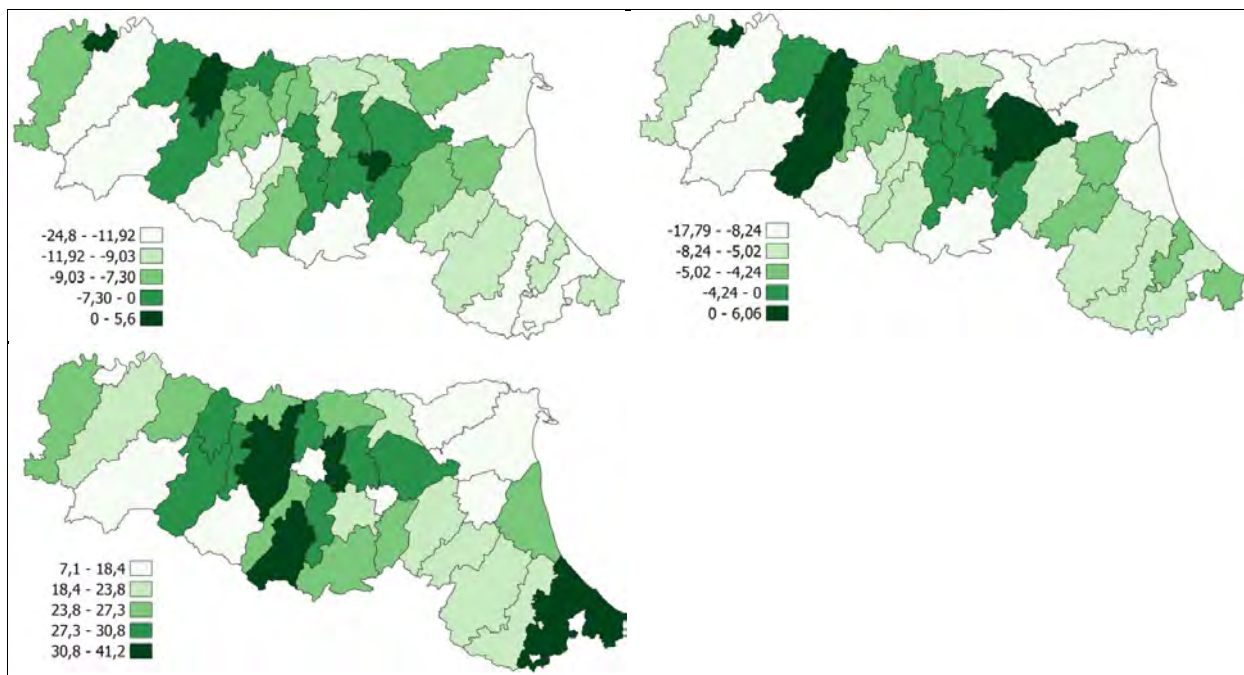 -24,8 - -11,92
-11,92 - -9,03
-9,03 - -7,30
-7,30 - 0
0 - 5,6
-17,79 - -8,24
-8,24 - -5,02
-5,02 - -4,24
-4,24 - 0
0 - 6,06
7,1 - 18,4
18,4 - 23,8
23,8 - 27,3
27,3 - 30,8
30,8 - 41,2